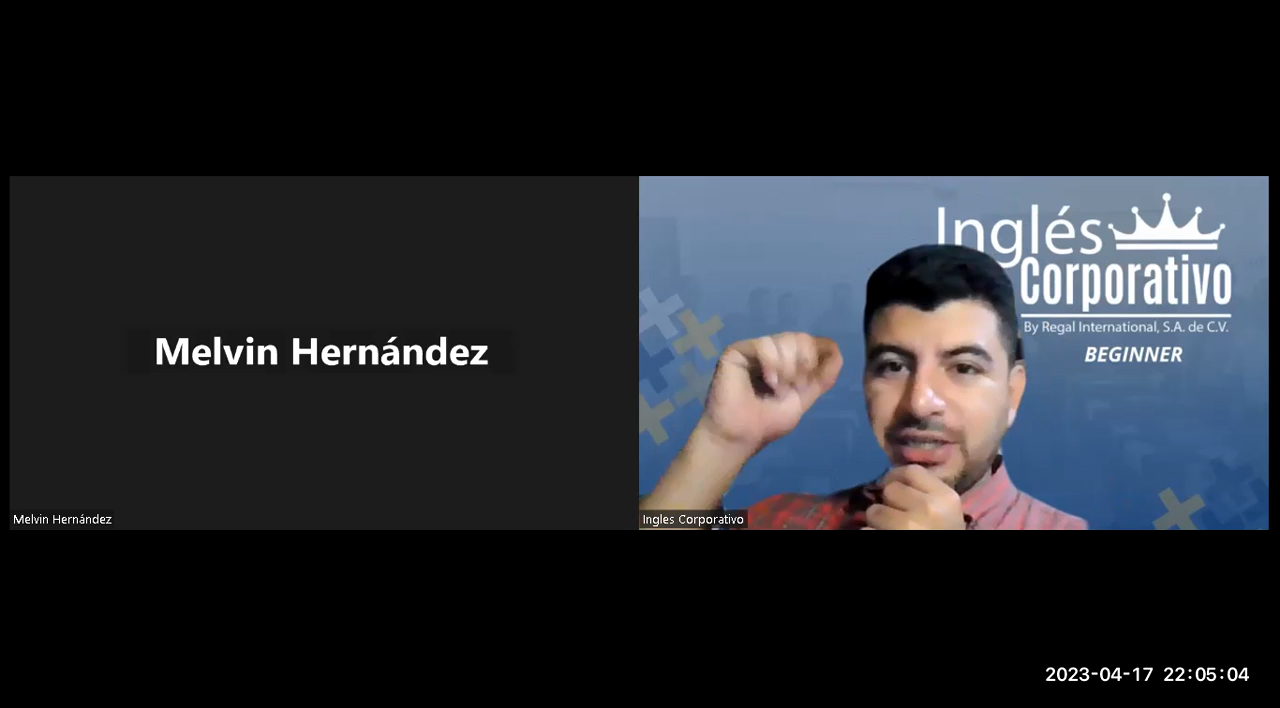 Melvin Hernández
Melvin Hernández
Inglés
Corporativo
By Regal International, S.A. de C.V.
BEGINNER
Ingles Corporativo
2023-04-17 22:05:04